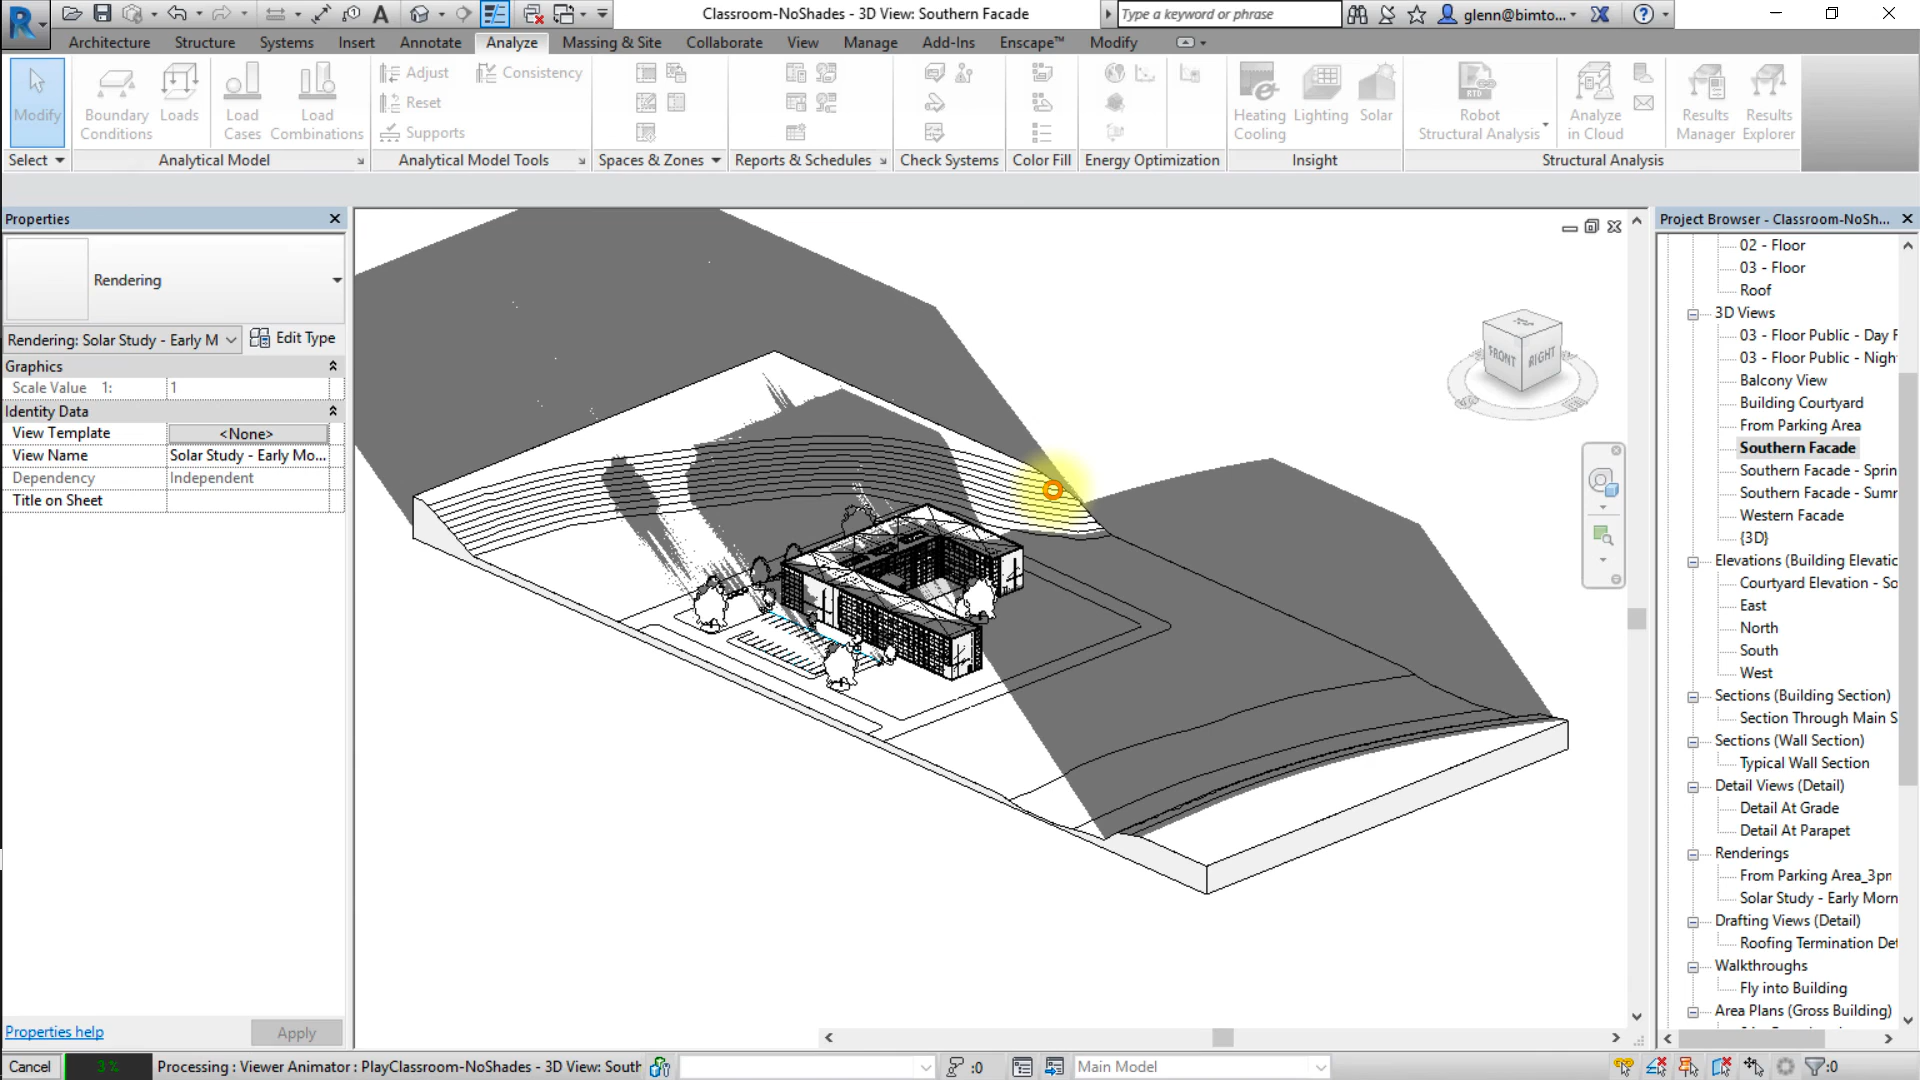 Classroom-NoShades - 3D View: Southern Facade
Type a keyword or phrase
glenn@bimto...
Architecture Structure Systems Insert Annotate Analyze Massing & Site Collaborate View Manage Add-Ins Enscape™ Modify
Modify
Boundary Conditions
Loads
Load Cases
Load Combinations
Adjust
Reset
Supports
Consistency
Heating Cooling
Lighting
Solar
Robot Structural Analysis
Analyze in Cloud
Results Manager
Results Explorer
Select
Analytical Model
Analytical Model Tools
Spaces & Zones
Reports & Schedules
Check Systems
Color Fill
Energy Optimization
Insight
Structural Analysis
Properties
Rendering
Rendering: Solar Study - Early M
Edit Type
Graphics
Scale Value 1: 1
Identity Data
View Template <None>
View Name Solar Study - Early Mo...
Dependency Independent
Title on Sheet
Properties help
Apply
FRONT
RIGHT
Project Browser - Classroom-NoSh...
02 - Floor
03 - Floor
Roof
3D Views
03 - Floor Public - Day F
03 - Floor Public - Nigh
Balcony View
Building Courtyard
From Parking Area
Southern Facade
Southern Facade - Sprin
Southern Facade - Sumr
Western Facade
{3D}
Elevations (Building Elevatic
Courtyard Elevation - So
East
North
South
West
Sections (Building Section)
Section Through Main S
Sections (Wall Section)
Typical Wall Section
Detail Views (Detail)
Detail At Grade
Detail At Parapet
Renderings
From Parking Area_3pn
Solar Study - Early Morn
Drafting Views (Detail)
Roofing Termination Det
Walkthroughs
Fly into Building
Area Plans (Gross Building)
Cancel
3 %
Processing : Viewer Animator : PlayClassroom-NoShades - 3D View: South
:0
Main Model
:0